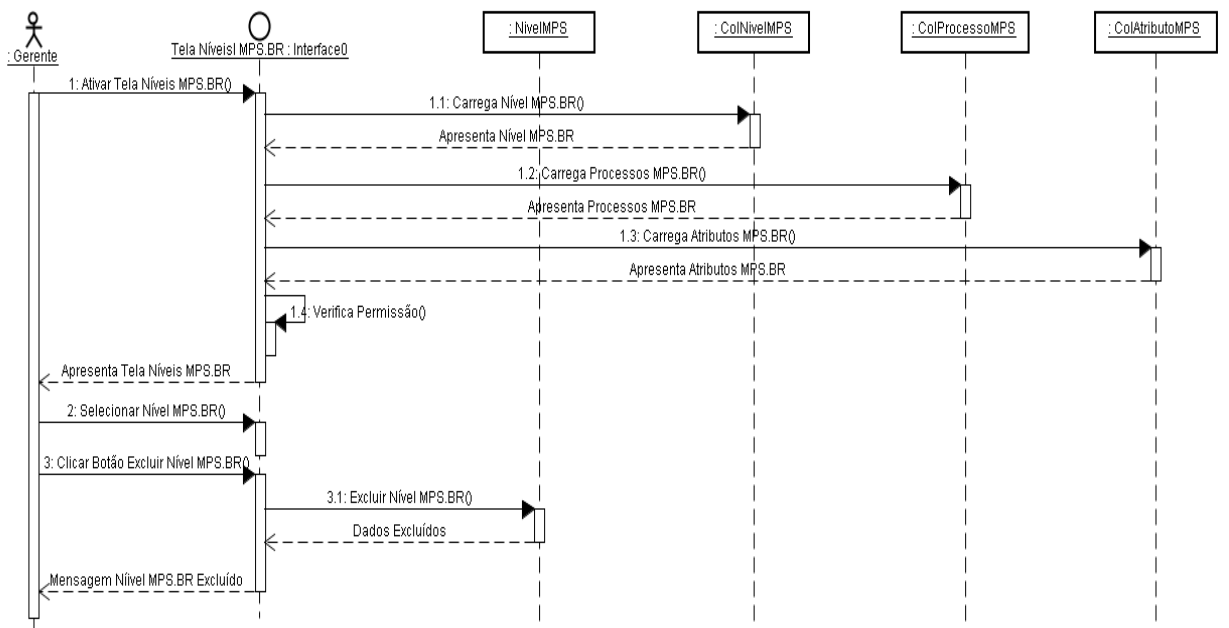 : Gerente
Tela NíveisI MPS.BR : Interface0
: NivelMPS
: ColNivelMPS
: ColProcessoMPS
: ColAtributoMPS
1: Ativar Tela Níveis MPS.BR()
1.1: Carrega Nível MPS.BR()
Apresenta Nível MPS.BR
1.2: Carrega Processos MPS.BR()
Apresenta Processos MPS.BR
1.3: Carrega Atributos MPS.BR()
Apresenta Atributos MPS.BR
1.4: Verifica Permissão()
Apresenta Tela Níveis MPS.BR
2: Selecionar Nível MPS.BR()
3: Clicar Botão Excluir Nível MPS.BR()
3.1: Excluir Nível MPS.BR()
Dados Excluídos
Mensagem Níivel MPS.BR Excluído